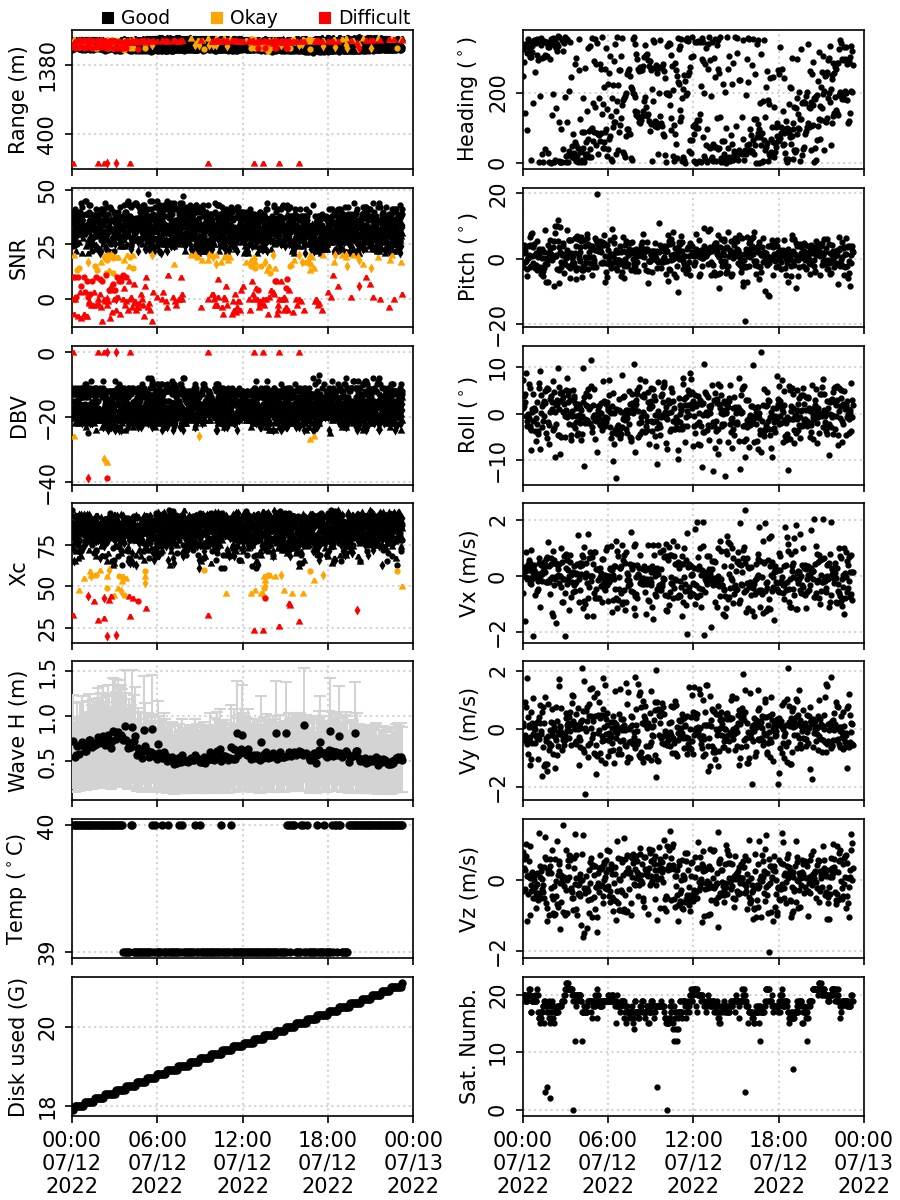 Good Okay Difficult
Range (m)
1380
400
SNR
50
25
0
DBV
0
−20
−40
Xc
75
50
25
Wave H (m)
1.5
1.0
0.5
Temp (°C)
40
39
Disk used (G)
20
18
00:00 06:00 12:00 18:00 00:00
07/12 07/12 07/12 07/12 07/13
2022 2022 2022 2022 2022
Heading (°)
200
0
Pitch (°)
20
0
−20
Roll (°)
10
0
−10
Vx (m/s)
2
0
−2
Vy (m/s)
2
0
−2
Vz (m/s)
0
−2
Sat. Numb.
20
10
0
00:00 06:00 12:00 18:00 00:00
07/12 07/12 07/12 07/12 07/13
2022 2022 2022 2022 2022